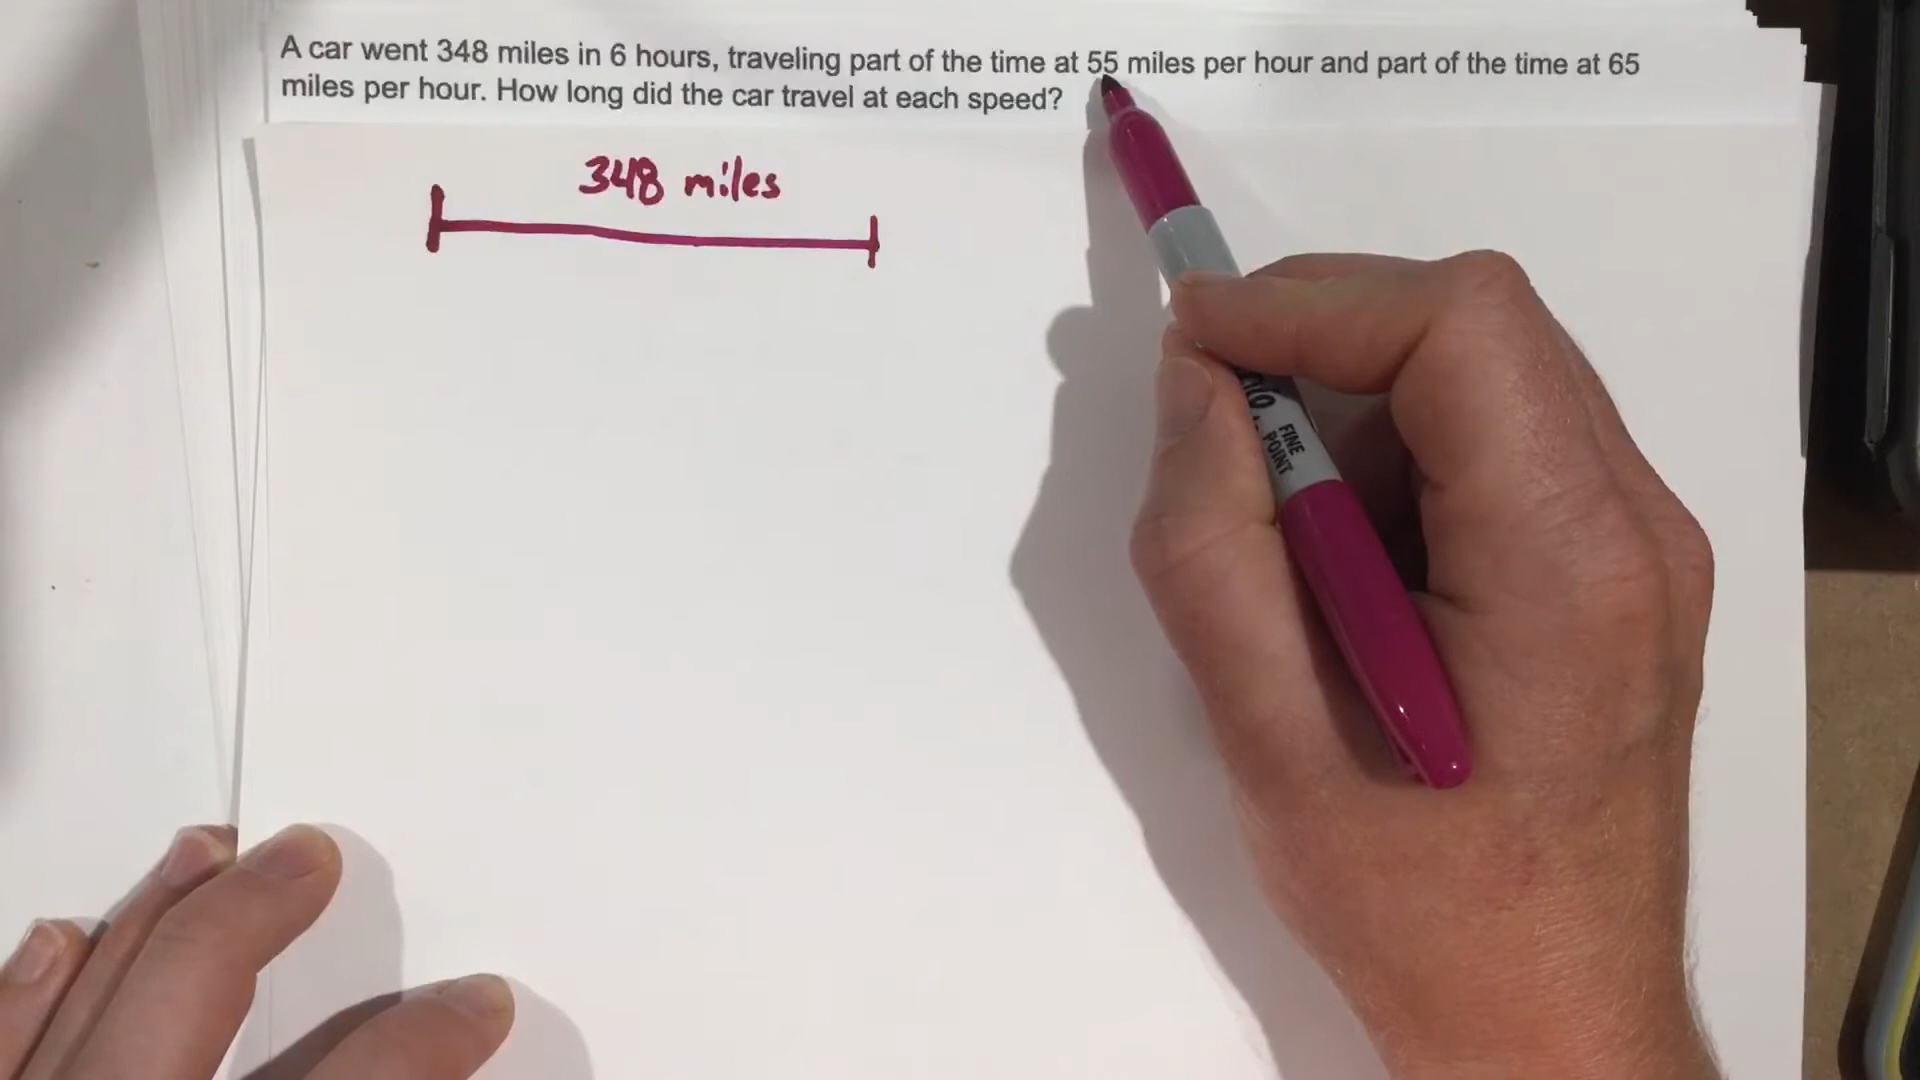 A car went 348 miles in 6 hours, traveling part of the time at 55 miles per hour and part of the time at 65
miles per hour. How long did the car travel at each speed?
348 miles
FINE
POINT